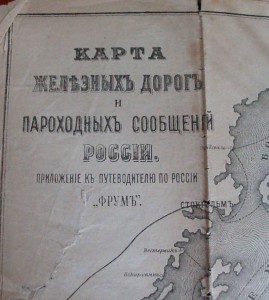 КАРТА
ЖЕЛѢЗНЫХЪ ДОРОГЪ
И
ПАРОХОДНЫХЪ СООБЩЕНІЙ
РОССІИ,
ПРИЛОЖЕНІЕ КЪ ПУТЕВОДИТЕЛЮ ПО РОССІИ
„ФРУМЪ".
СТОКГОЛЬМЪ